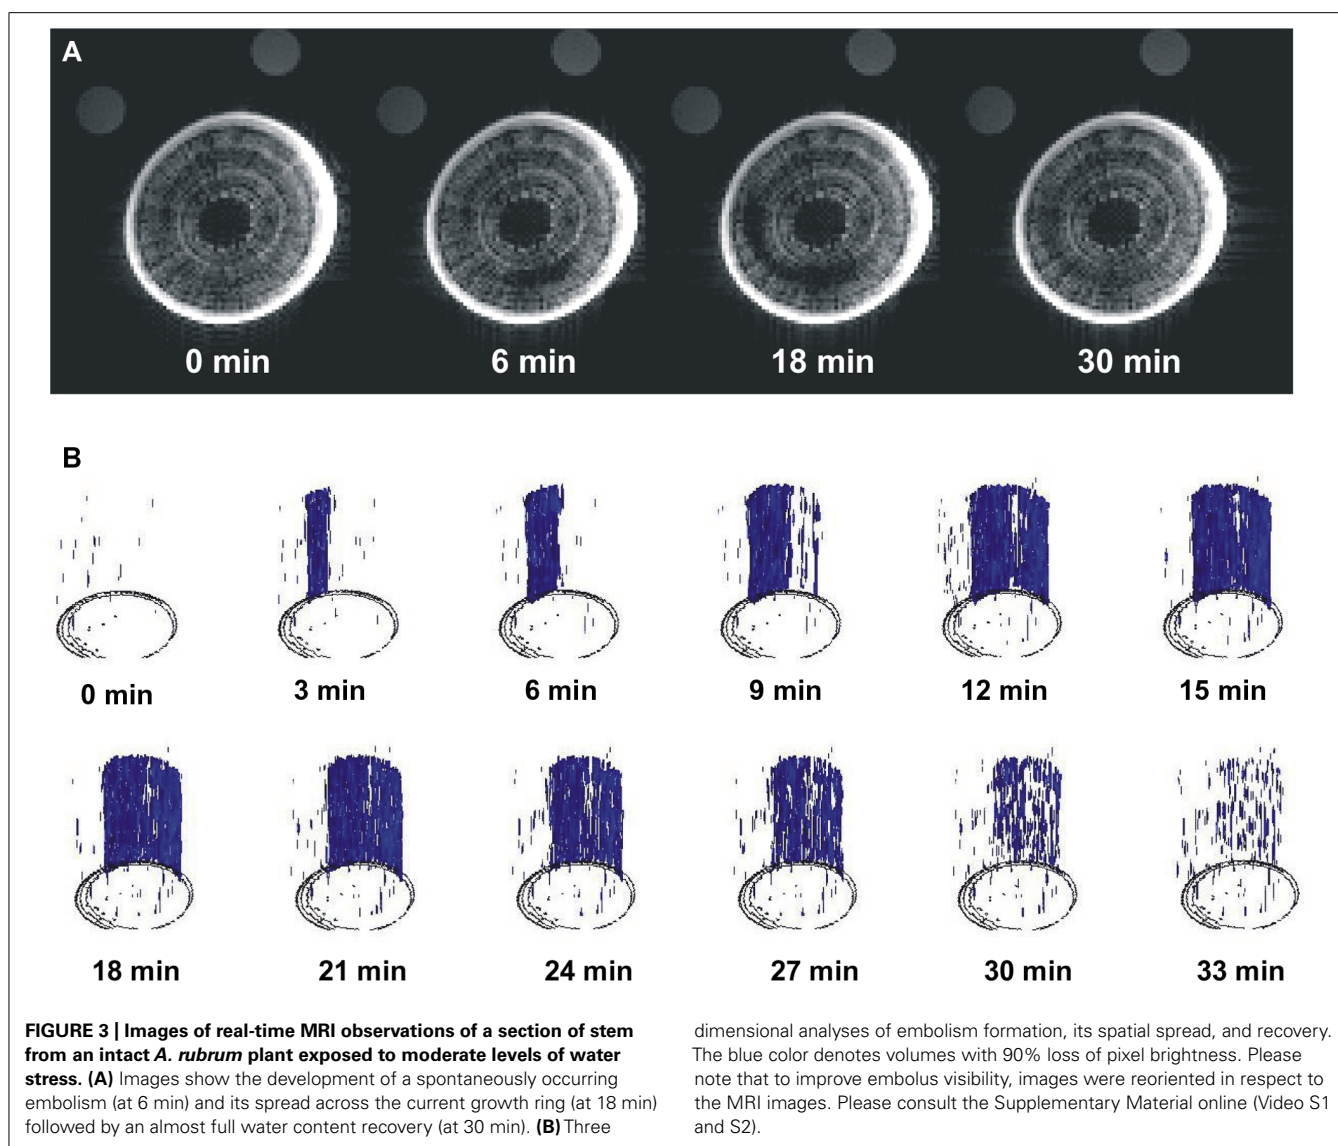 A
0 min
6 min
18 min
30 min
B
0 min
3 min
6 min
9 min
12 min
15 min
18 min
21 min
24 min
27 min
30 min
33 min
FIGURE 3 | Images of real-time MRI observations of a section of stem
from an intact A. rubrum plant exposed to moderate levels of water
stress. (A) Images show the development of a spontaneously occurring
embolism (at 6 min) and its spread across the current growth ring (at 18 min)
followed by an almost full water content recovery (at 30 min). (B) Three
dimensional analyses of embolism formation, its spatial spread, and recovery.
The blue color denotes volumes with 90% loss of pixel brightness. Please
note that to improve embolus visibility, images were reoriented in respect to
the MRI images. Please consult the Supplementary Material online (Video S1
and S2).